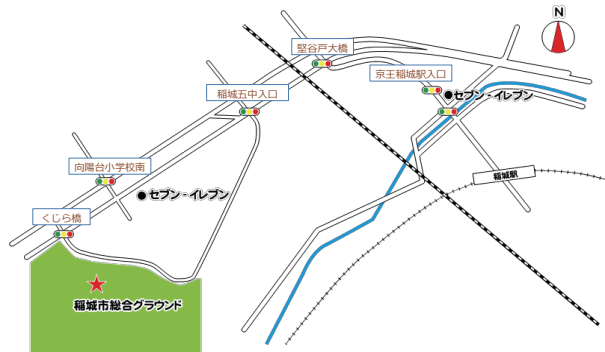 N
堅谷戸大橋
京王稲城駅入口
稲城五中入口
セブン-イレブン
向陽台小学校南
稲城駅
セブン-イレブン
くじら橋
稲城市総合グラウンド